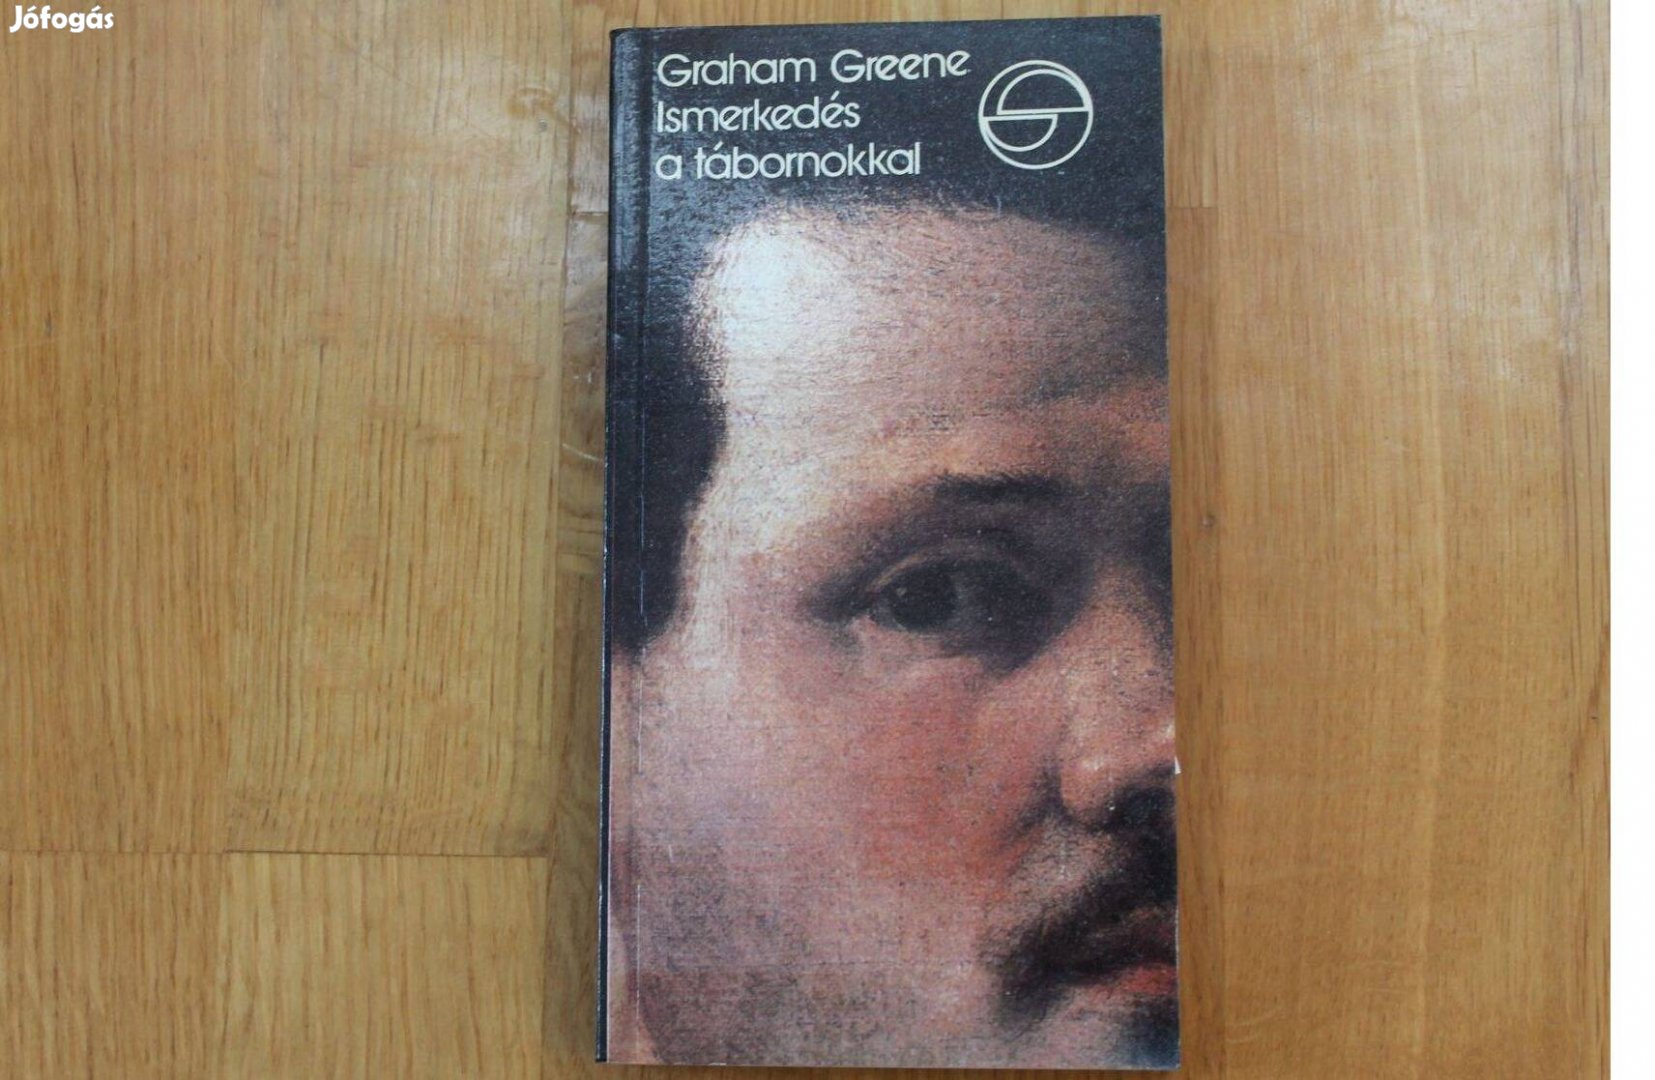 Jófogás
Graham Greene
Ismerkedés
a tábornokkal